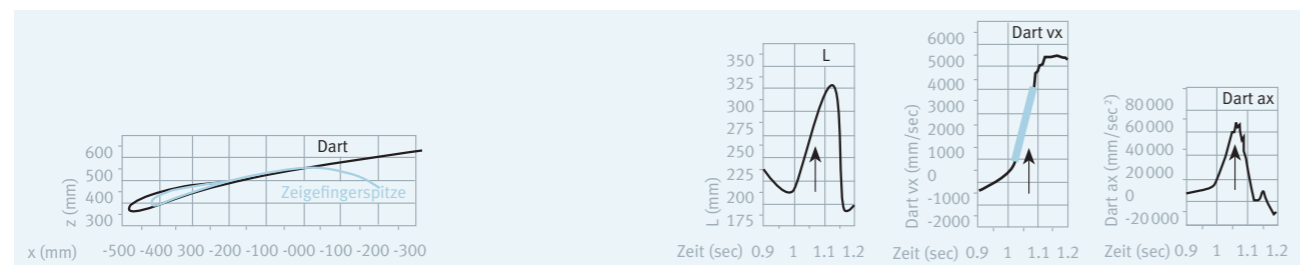 Dart
600
500
400
300
z (mm)
Zeigefingerspitze
x (mm) -500 -400 300 -200 -100 -000 -100 -200 -300
L
350
325
300
275
250
225
200
175
L (mm)
Zeit (sec) 0.9 1 1.1 1.2
Dart vx
6000
5000
4000
3000
2000
1000
0
-1000
-2000
Dart vx (mm/sec)
Zeit (sec) 0.9 1 1.1 1.2
Dart ax
80 000
60 000
40 000
20 000
0
-20 000
Dart ax (mm/sec²)
Zeit (sec) 0.9 1 1.1 1.2